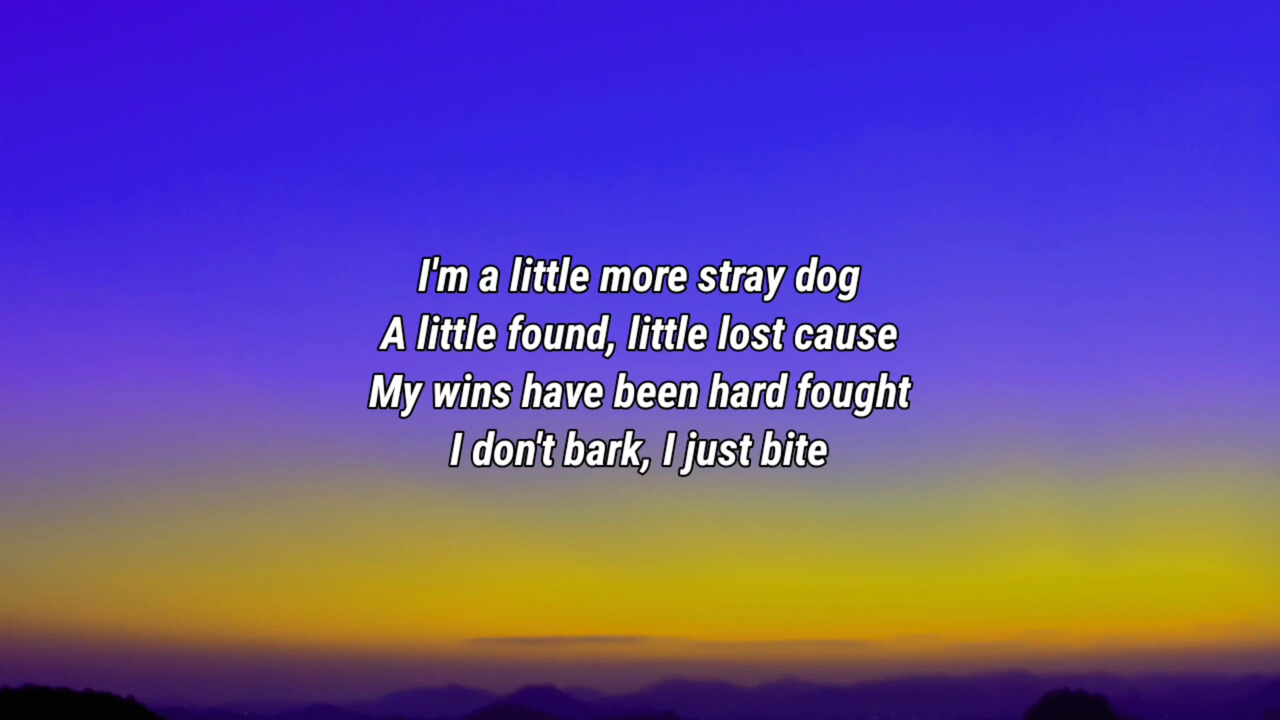 I'm a little more stray dog
A little found, little lost cause
My wins have been hard fought
I don't bark, I just bite